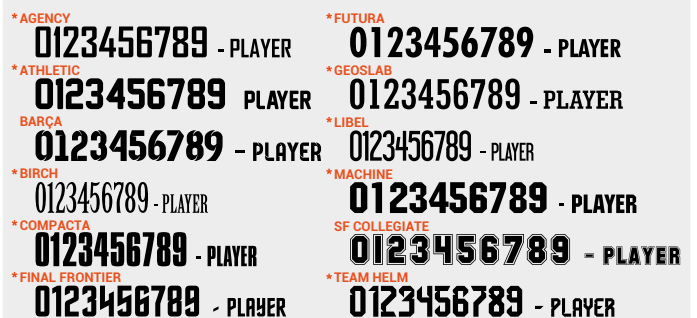 *AGENCY
0123456789 - PLAYER
*ATHLETIC
0123456789 PLAYER
BARÇA
0123456789 - PLAYER
*BIRCH
0123456789 - PLAYER
*COMPACTA
0123456789 - PLAYER
*FINAL FRONTIER
0123456789 - PLAYER
*FUTURA
0123456789 - PLAYER
*GEOSLAB
0123456789 - PLAYER
*LIBEL
0123456789 - PLAYER
*MACHINE
0123456789 - PLAYER
SF COLLEGIATE
0123456789 - PLAYER
*TEAM HELM
0123456789 - PLAYER